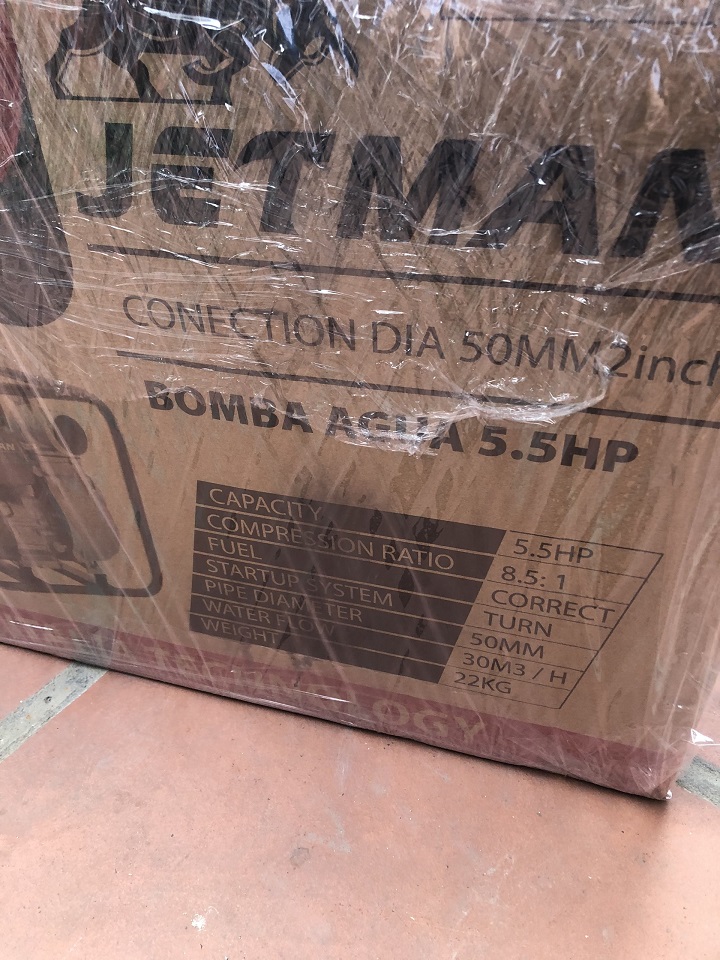 JETMAN
CONECTION DIA 50MM2inch
BOMBA AGUA 5.5HP
CAPACITY 5.5HP
COMPRESSION RATIO 8.5: 1
FUEL CORRECT
STARTUP SYSTEM TURN
PIPE DIAMETER 50MM
WATER FLOW 30M3 / H
WEIGHT 22KG